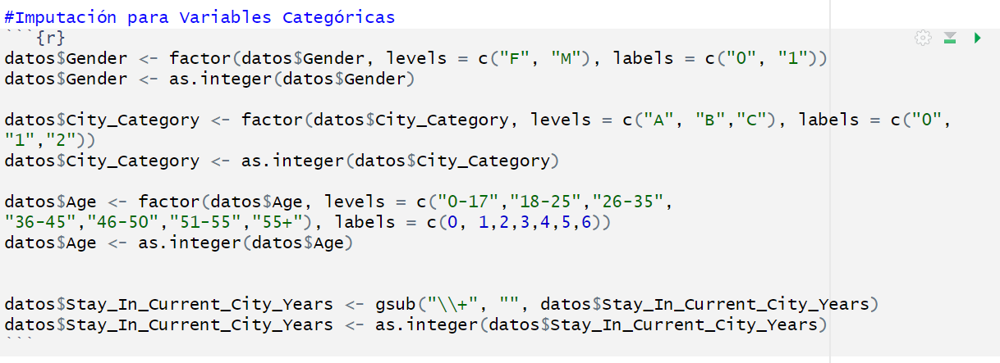 #Imputación para Variables Categóricas
```{r}
datos$Gender <- factor(datos$Gender, levels = c("F", "M"), labels = c("0", "1"))
datos$Gender <- as.integer(datos$Gender)
datos$City_Category <- factor(datos$City_Category, levels = c("A", "B","C"), labels = c("0",
"1","2"))
datos$City_Category <- as.integer(datos$City_Category)
datos$Age <- factor(datos$Age, levels = c("0-17","18-25","26-35",
"36-45","46-50","51-55","55+"), labels = c(0, 1,2,3,4,5,6))
datos$Age <- as.integer(datos$Age)
datos$Stay_In_Current_City_Years <- gsub("\\+", "", datos$Stay_In_Current_City_Years)
datos$Stay_In_Current_City_Years <- as.integer(datos$Stay_In_Current_City_Years)
```